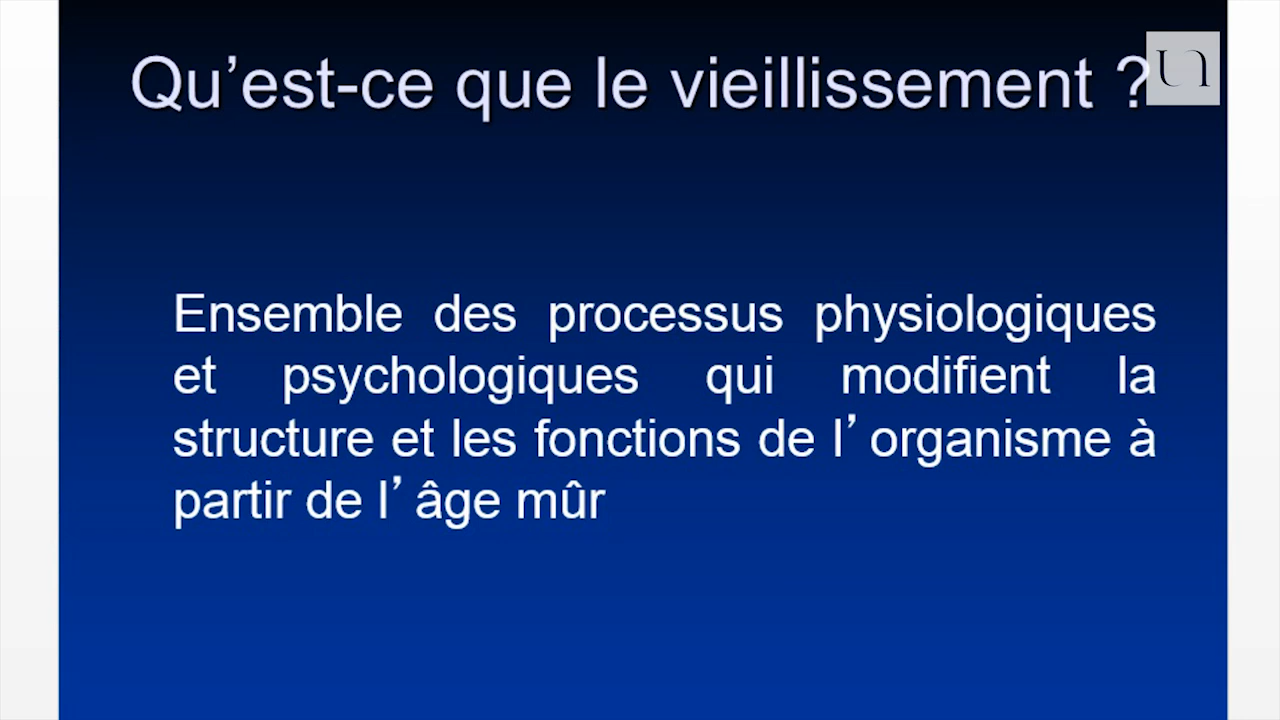 Qu’est-ce que le vieillissement ?
Ensemble des processus physiologiques
et psychologiques qui modifient la
structure et les fonctions de l’organisme à
partir de l’âge mûr